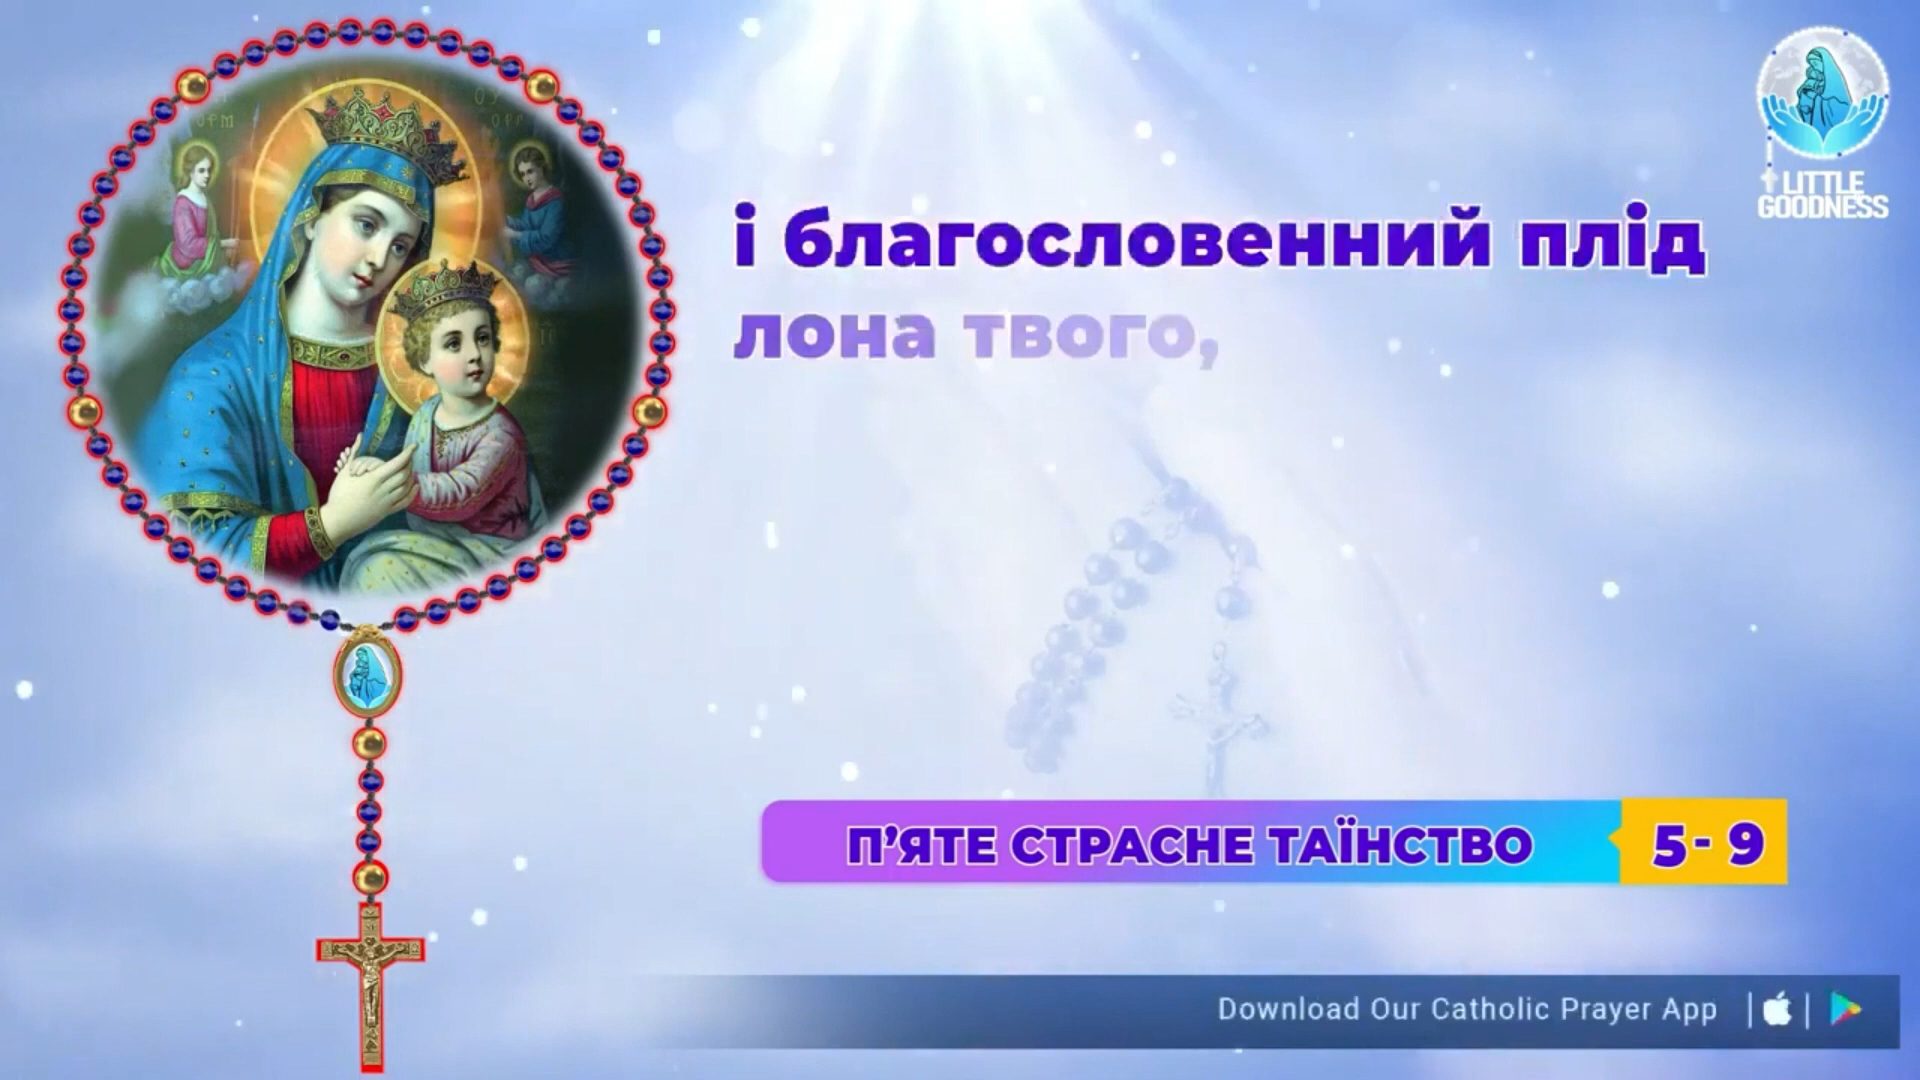 і благословенний плід
лона твого,
LITTLE
GOODNESS
П’ЯТЕ СТРАСНЕ ТАЇНСТВО
5- 9
Download Our Catholic Prayer App